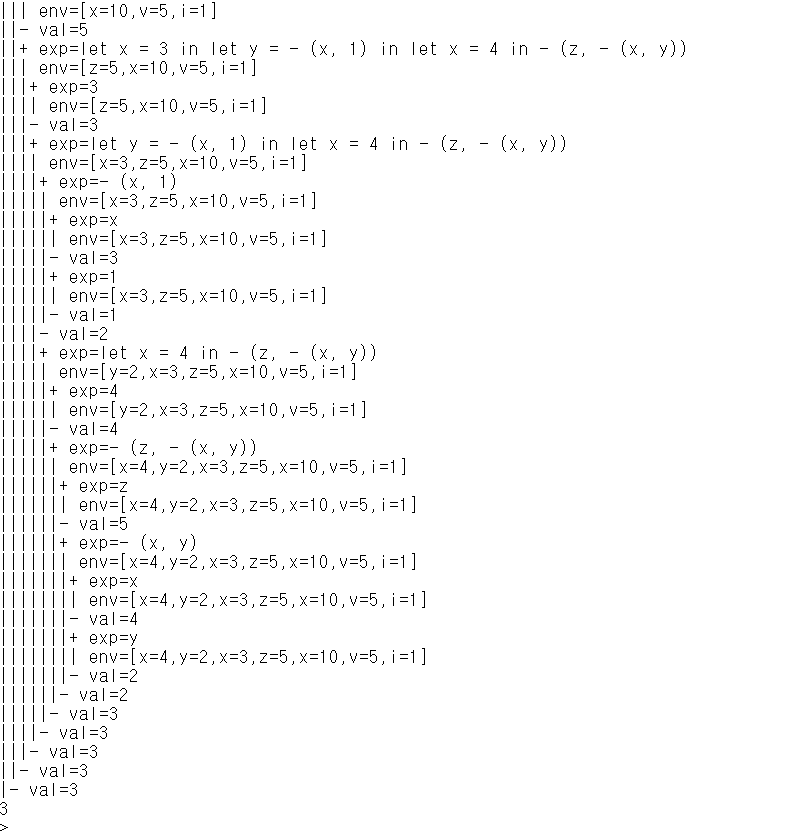 ||| env=[x=10,v=5,i=1]
||- val=5
||+ exp=let x = 3 in let y = - (x, 1) in let x = 4 in - (z, - (x, y))
||| env=[z=5,x=10,v=5,i=1]
|||+ exp=3
|||| env=[z=5,x=10,v=5,i=1]
|||- val=3
|||+ exp=let y = - (x, 1) in let x = 4 in - (z, - (x, y))
|||| env=[x=3,z=5,x=10,v=5,i=1]
||||+ exp=- (x, 1)
||||| env=[x=3,z=5,x=10,v=5,i=1]
|||||+ exp=x
|||||| env=[x=3,z=5,x=10,v=5,i=1]
|||||- val=3
|||||+ exp=1
|||||| env=[x=3,z=5,x=10,v=5,i=1]
|||||- val=1
||||- val=2
||||+ exp=let x = 4 in - (z, - (x, y))
||||| env=[y=2,x=3,z=5,x=10,v=5,i=1]
|||||+ exp=4
|||||| env=[y=2,x=3,z=5,x=10,v=5,i=1]
|||||- val=4
|||||+ exp=- (z, - (x, y))
|||||| env=[x=4,y=2,x=3,z=5,x=10,v=5,i=1]
||||||+ exp=z
||||||| env=[x=4,y=2,x=3,z=5,x=10,v=5,i=1]
||||||- val=5
||||||+ exp=- (x, y)
||||||| env=[x=4,y=2,x=3,z=5,x=10,v=5,i=1]
|||||||+ exp=x
|||||||| env=[x=4,y=2,x=3,z=5,x=10,v=5,i=1]
|||||||- val=4
|||||||+ exp=y
|||||||| env=[x=4,y=2,x=3,z=5,x=10,v=5,i=1]
|||||||- val=2
||||||- val=2
|||||- val=3
||||- val=3
|||- val=3
||- val=3
|- val=3
3
>